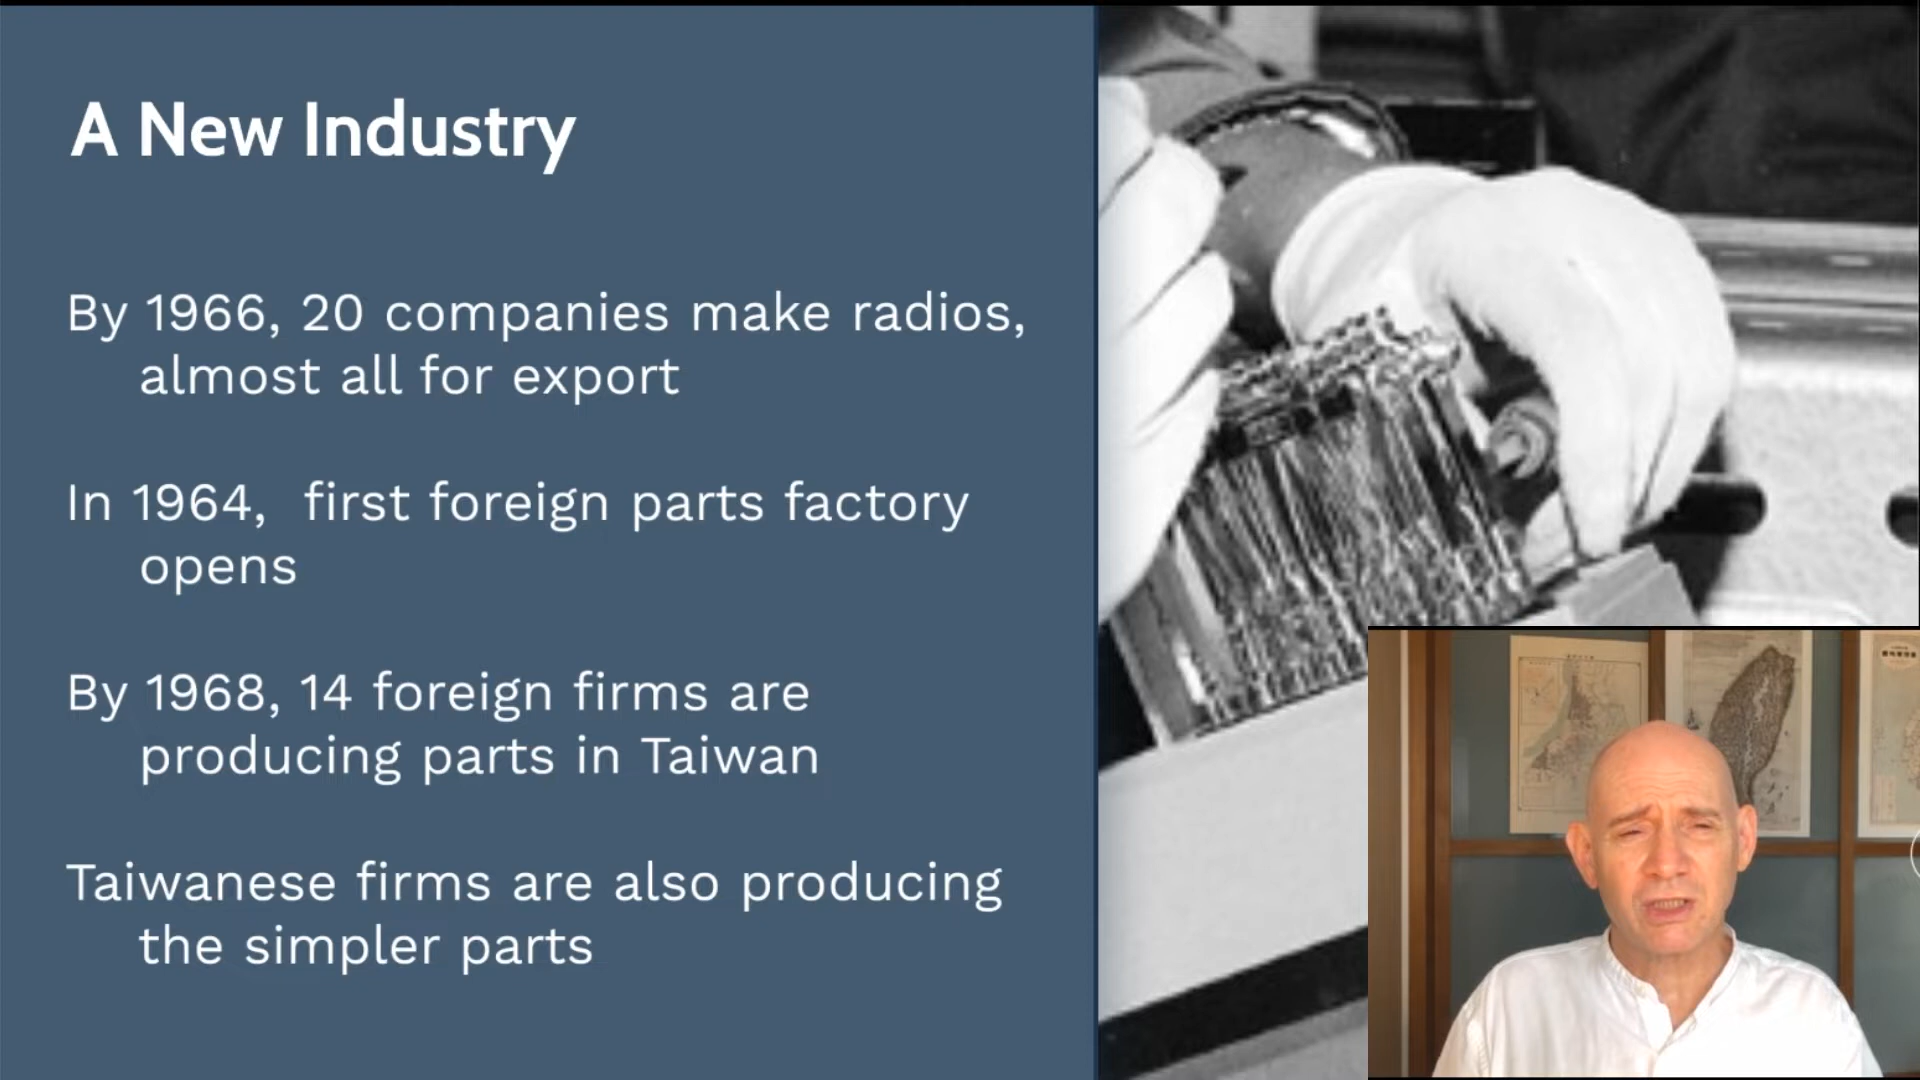 A New Industry
By 1966, 20 companies make radios,
almost all for export
In 1964, first foreign parts factory
opens
By 1968, 14 foreign firms are
producing parts in Taiwan
Taiwanese firms are also producing
the simpler parts